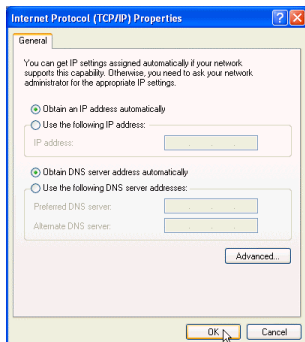 Internet Protocol (TCP/IP) Properties
General
You can get IP settings assigned automatically if your network
supports this capability. Otherwise, you need to ask your network
administrator for the appropriate IP settings.
Obtain an IP address automatically
Use the following IP address:
IP address:
Obtain DNS server address automatically
Use the following DNS server addresses:
Preferred DNS server:
Alternate DNS server:
Advanced...
OK Cancel